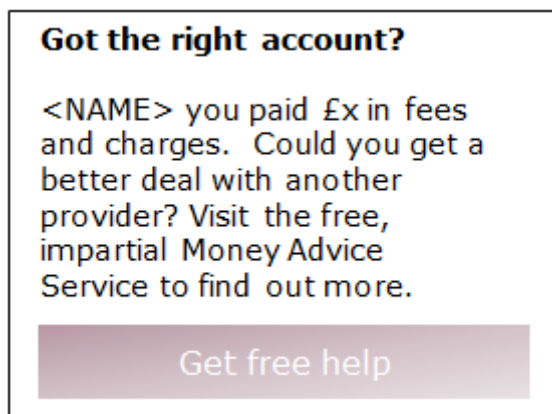 Got the right account?
<NAME> you paid £x in fees
and charges. Could you get a
better deal with another
provider? Visit the free,
impartial Money Advice
Service to find out more.
Get free help